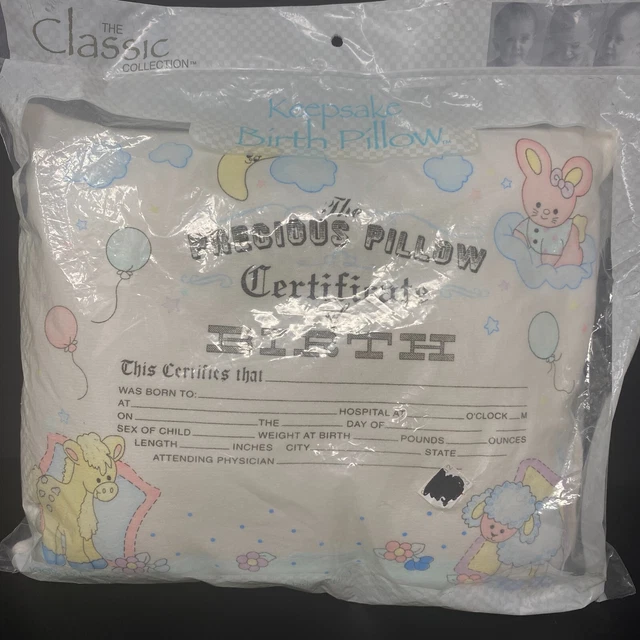 THE
Classic
COLLECTION™
Keepsake
Birth Pillow™
The
PRECIOUS PILLOW
Certificate
of
BIRTH
This Certifies that
WAS BORN TO:
AT HOSPITAL AT O'CLOCK M
ON THE DAY OF
SEX OF CHILD WEIGHT AT BIRTH POUNDS OUNCES
LENGTH INCHES CITY STATE
ATTENDING PHYSICIAN